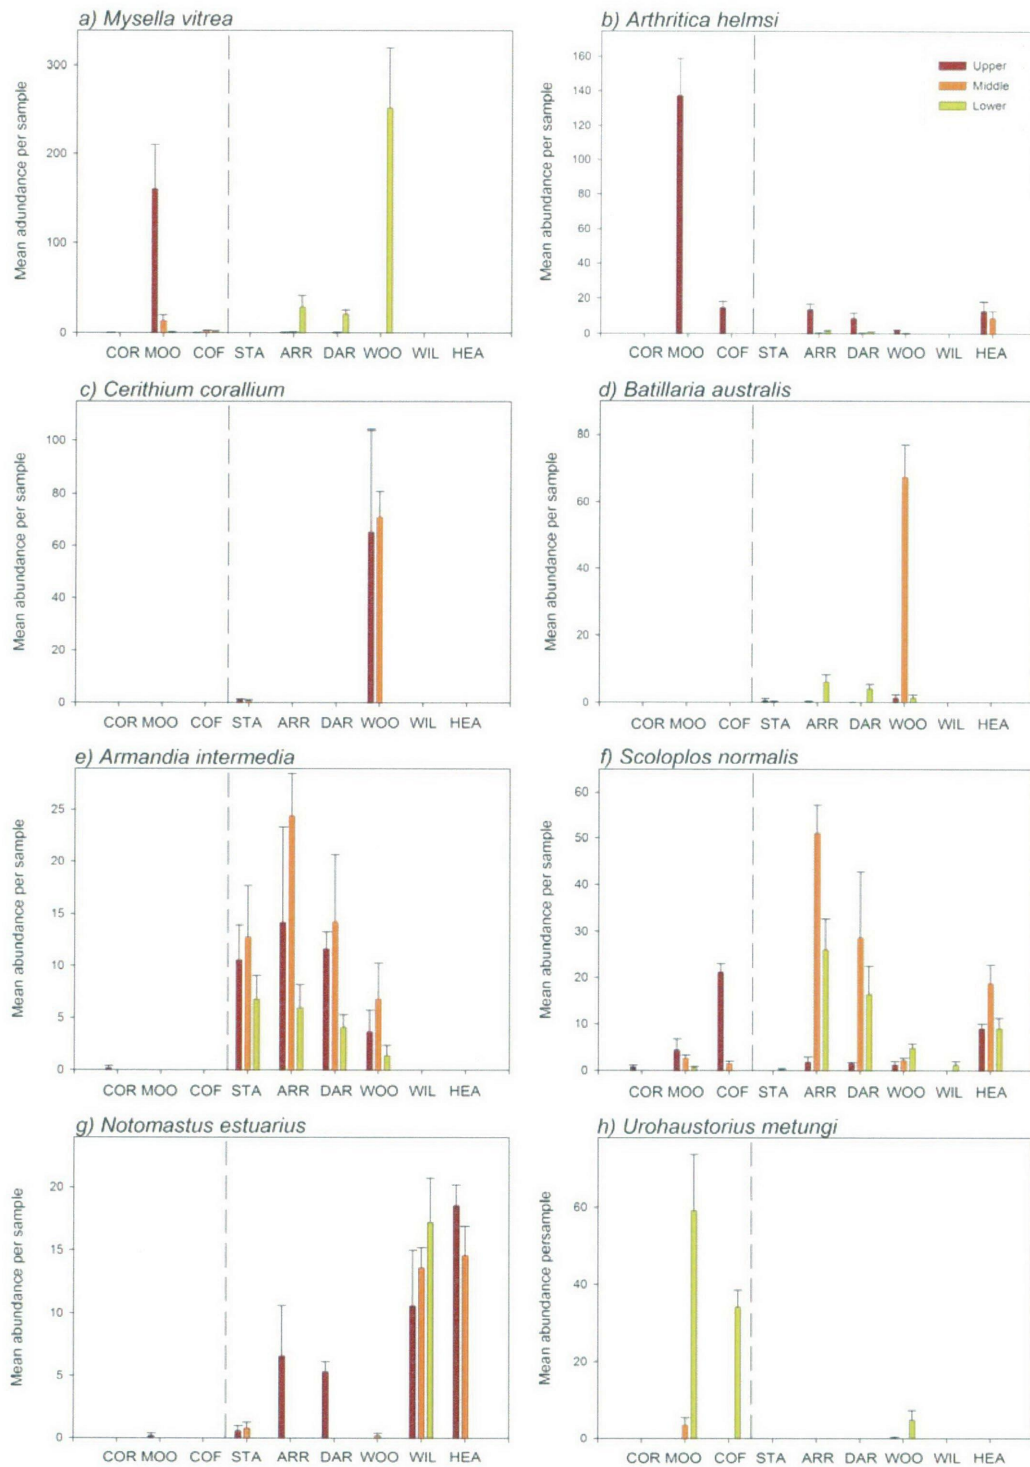 a) Mysella vitrea
Mean adundance per sample
300
200
100
0
COR MOO COF STA ARR DAR WOO WIL HEA
b) Arthritica helmsi
Mean abundance per sample
160
140
120
100
80
60
40
20
0
Upper
Middle
Lower
COR MOO COF STA ARR DAR WOO WIL HEA
c) Cerithium corallium
Mean abundance per sample
100
80
60
40
20
0
COR MOO COF STA ARR DAR WOO WIL HEA
d) Batillaria australis
Mean abundance per sample
80
60
40
20
0
COR MOO COF STA ARR DAR WOO WIL HEA
e) Armandia intermedia
Mean abundance per sample
25
20
15
10
5
0
COR MOO COF STA ARR DAR WOO WIL HEA
f) Scoloplos normalis
Mean abundance per sample
60
50
40
30
20
10
0
COR MOO COF STA ARR DAR WOO WIL HEA
g) Notomastus estuarius
Mean abundance per sample
20
15
10
5
0
COR MOO COF STA ARR DAR WOO WIL HEA
h) Urohaustorius metungi
Mean abundance persample
60
40
20
0
COR MOO COF STA ARR DAR WOO WIL HEA